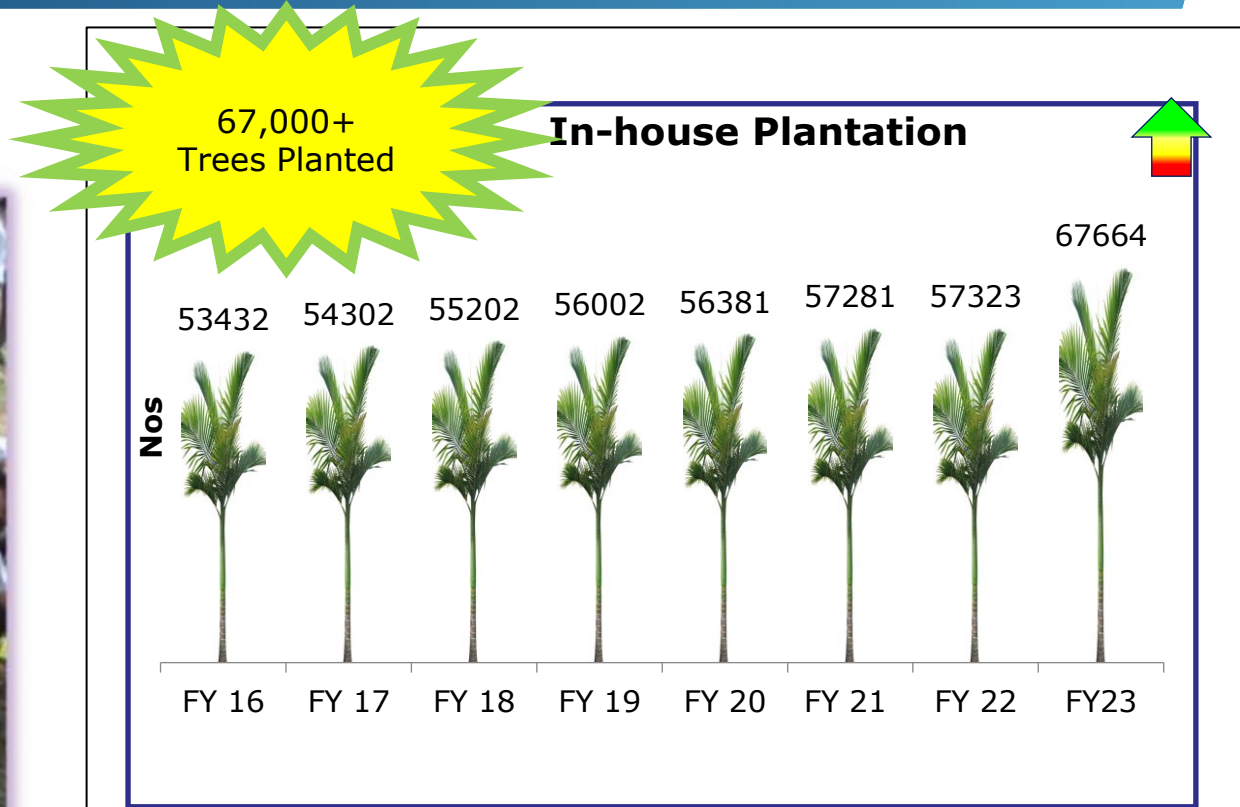 67,000+
Trees Planted
In-house Plantation
67664
53432 54302 55202 56002 56381 57281 57323
Nos
FY 16 FY 17 FY 18 FY 19 FY 20 FY 21 FY 22 FY23